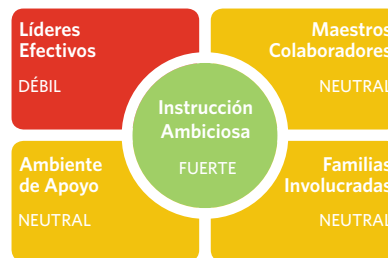 Líderes
Efectivos
DÉBIL
Maestros
Colaboradores
NEUTRAL
Instrucción
Ambiciosa
FUERTE
Ambiente
de Apoyo
NEUTRAL
Familias
Involucradas
NEUTRAL